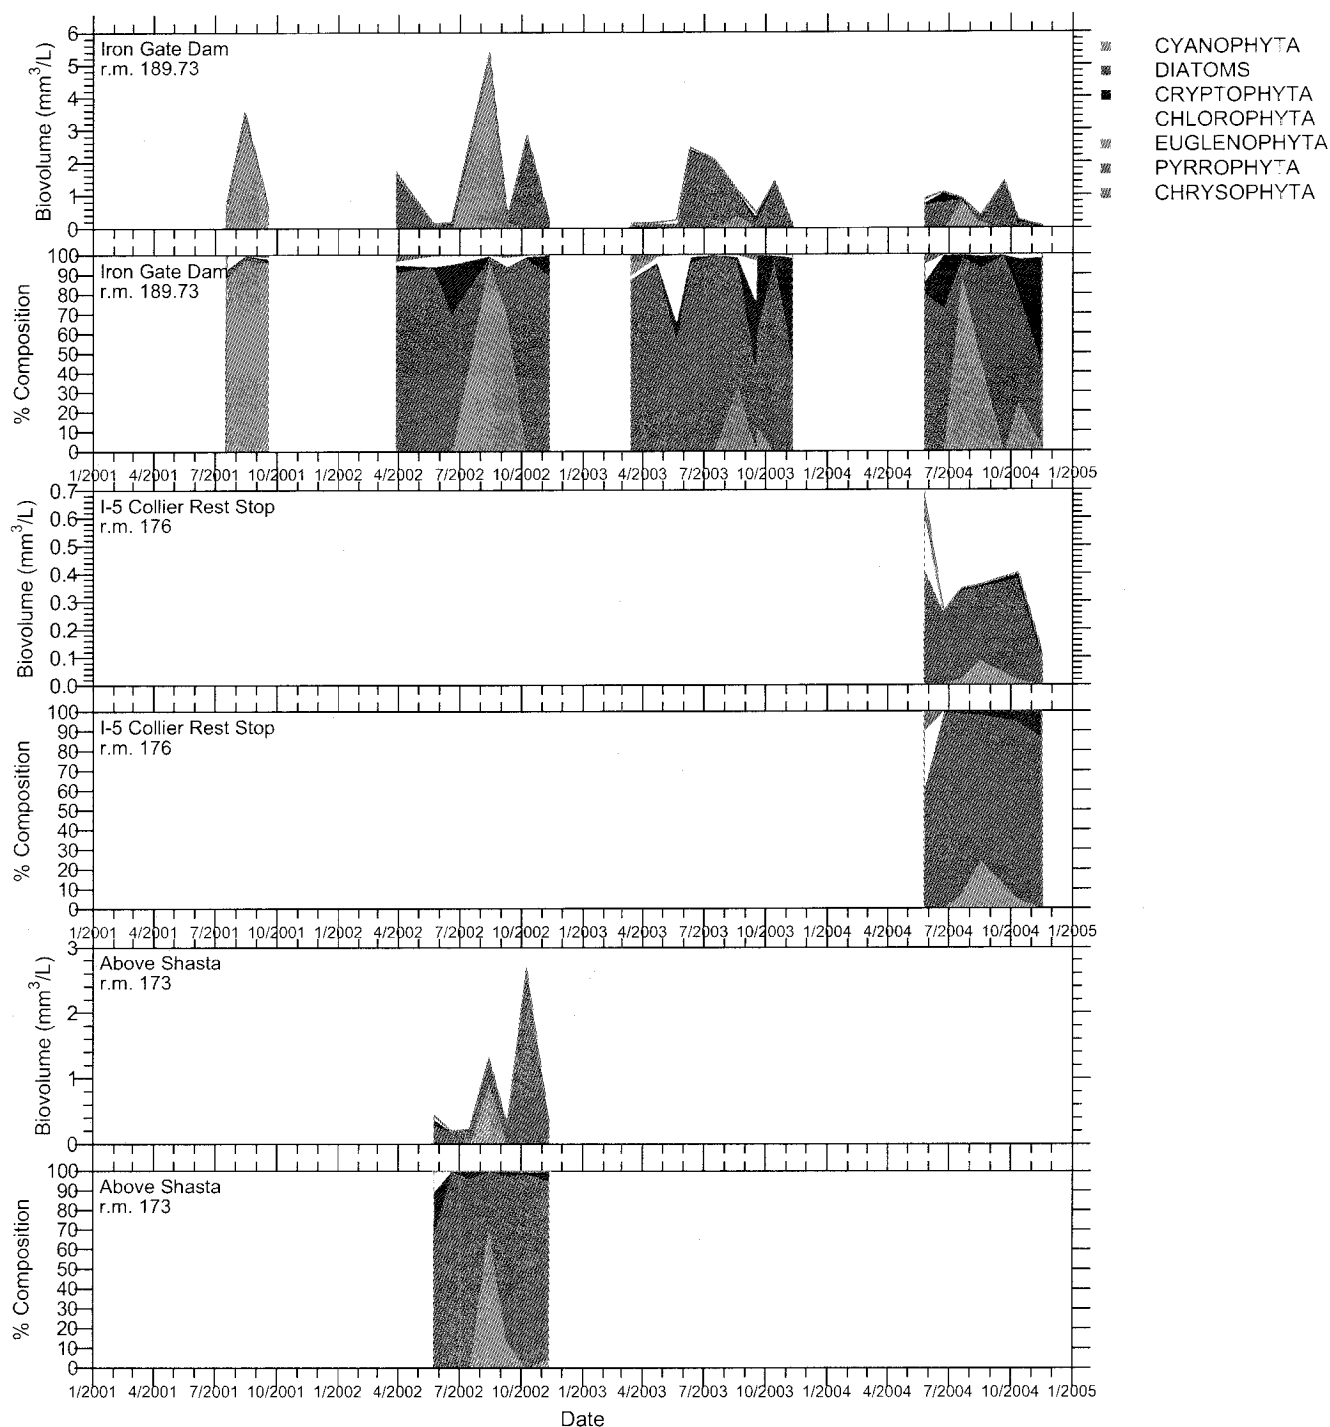 Iron Gate Dam
r.m. 189.73
Biovolume (mm3/L)
6
5
4
3
2
1
0
CYANOPHYTA
DIATOMS
CRYPTOPHYTA
CHLOROPHYTA
EUGLENOPHYTA
PYRROPHYTA
CHRYSOPHYTA
Iron Gate Dam
r.m. 189.73
% Composition
100
90
80
70
60
50
40
30
20
10
0
1/2001 4/2001 7/2001 10/2001 1/2002 4/2002 7/2002 10/2002 1/2003 4/2003 7/2003 10/2003 1/2004 4/2004 7/2004 10/2004 1/2005
I-5 Collier Rest Stop
r.m. 176
Biovolume (mm3/L)
0.7
0.6
0.5
0.4
0.3
0.2
0.1
0.0
I-5 Collier Rest Stop
r.m. 176
% Composition
100
90
80
70
60
50
40
30
20
10
0
1/2001 4/2001 7/2001 10/2001 1/2002 4/2002 7/2002 10/2002 1/2003 4/2003 7/2003 10/2003 1/2004 4/2004 7/2004 10/2004 1/2005
Above Shasta
r.m. 173
Biovolume (mm3/L)
3
2
1
0
Above Shasta
r.m. 173
% Composition
100
90
80
70
60
50
40
30
20
10
0
1/2001 4/2001 7/2001 10/2001 1/2002 4/2002 7/2002 10/2002 1/2003 4/2003 7/2003 10/2003 1/2004 4/2004 7/2004 10/2004 1/2005
Date